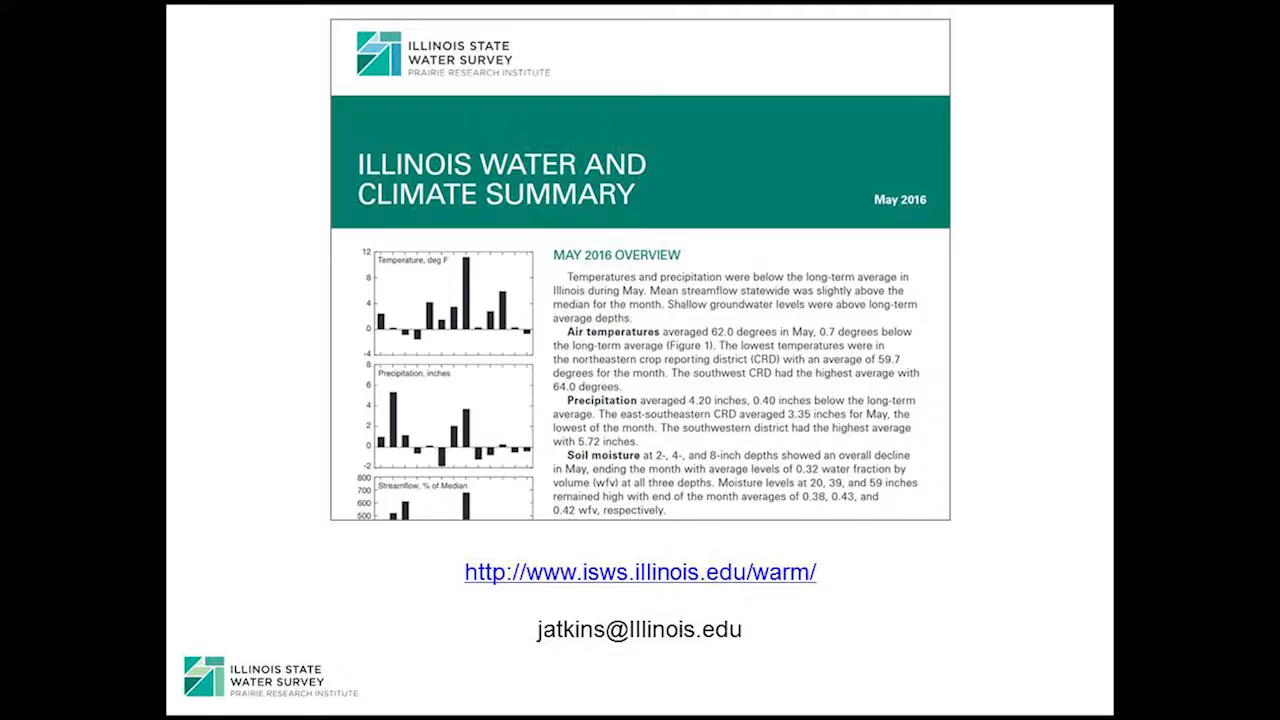 ILLINOIS STATE
WATER SURVEY
PRAIRIE RESEARCH INSTITUTE
ILLINOIS WATER AND
CLIMATE SUMMARY
May 2016
12
Temperature, deg F
8
4
0
-4
8
Precipitation, inches
6
4
2
0
-2
800
Streamflow, % of Median
700
600
500
MAY 2016 OVERVIEW
Temperatures and precipitation were below the long-term average in
Illinois during May. Mean streamflow statewide was slightly above the
median for the month. Shallow groundwater levels were above long-term
average depths.
Air temperatures averaged 62.0 degrees in May, 0.7 degrees below
the long-term average (Figure 1). The lowest temperatures were in
the northeastern crop reporting district (CRD) with an average of 59.7
degrees for the month. The southwest CRD had the highest average with
64.0 degrees.
Precipitation averaged 4.20 inches, 0.40 inches below the long-term
average. The east-southeastern CRD averaged 3.35 inches for May, the
lowest of the month. The southwestern district had the highest average
with 5.72 inches.
Soil moisture at 2-, 4-, and 8-inch depths showed an overall decline
in May, ending the month with average levels of 0.32 water fraction by
volume (wfv) at all three depths. Moisture levels at 20, 39, and 59 inches
remained high with end of the month averages of 0.38, 0.43, and
0.42 wfv, respectively.
http://www.isws.illinois.edu/warm/
jatkins@Illinois.edu
ILLINOIS STATE
WATER SURVEY
PRAIRIE RESEARCH INSTITUTE